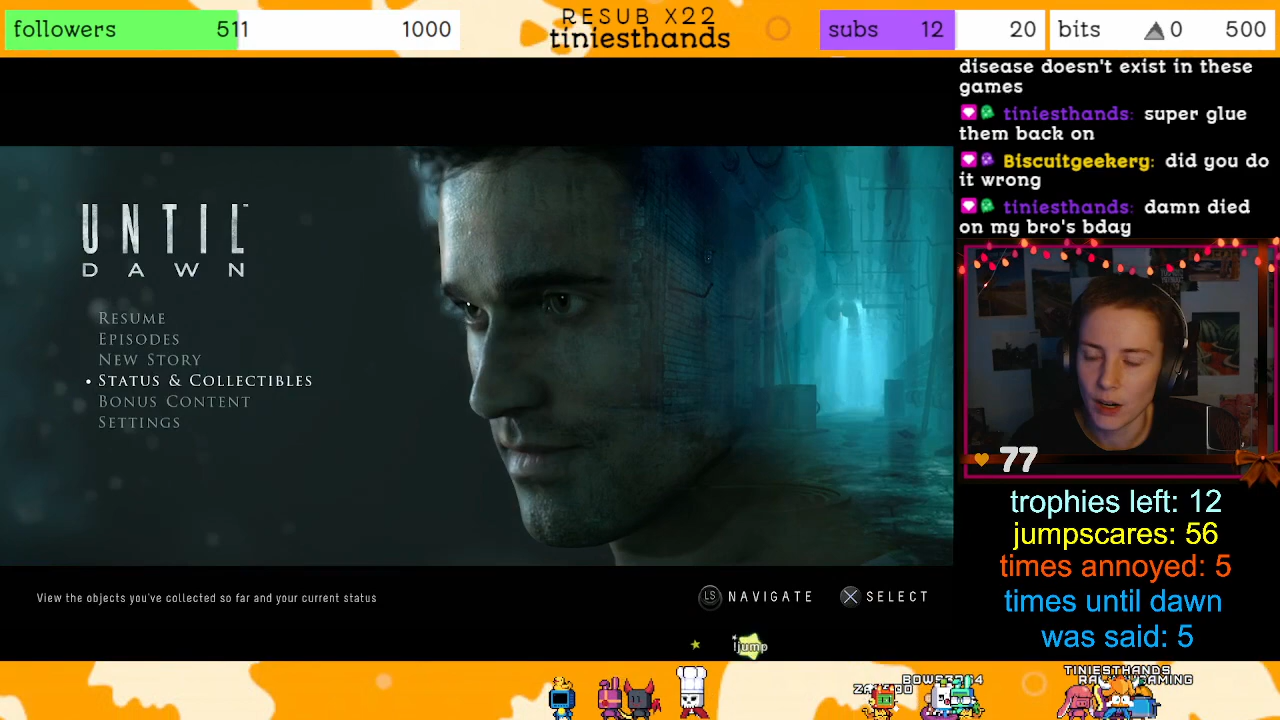 followers 511 1000
RESUB X22
tiniesthands
subs 12 20
bits 0 500
disease doesn't exist in these
games
tiniesthands: super glue
them back on
Biscuitgeekery: did you do
it wrong
tiniesthands: damn died
on my bro's bday
UNTIL™
DAWN
RESUME
EPISODES
NEW STORY
• STATUS & COLLECTIBLES
BONUS CONTENT
SETTINGS
77
trophies left: 12
jumpscares: 56
times annoyed: 5
times until dawn
was said: 5
View the objects you've collected so far and your current status
LS NAVIGATE
SELECT
!jump
TINIESTHANDS